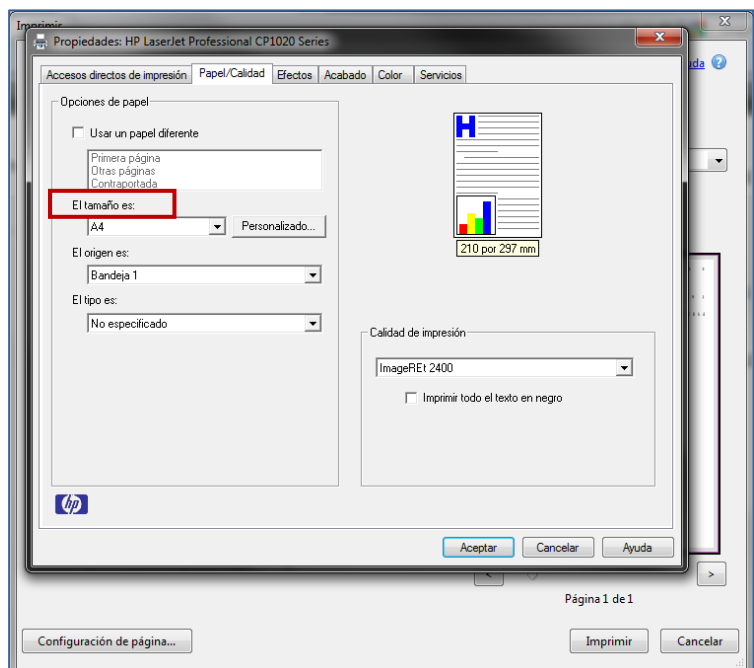 Imprimir
Propiedades: HP LaserJet Professional CP1020 Series
Accesos directos de impresión Papel/Calidad Efectos Acabado Color Servicios
Opciones de papel
Usar un papel diferente
Primera página
Otras páginas
Contraportada
El tamaño es:
A4 Personalizado...
El origen es:
Bandeja 1
El tipo es:
No especificado
H
210 por 297 mm
Calidad de impresión
ImageREt 2400
Imprimir todo el texto en negro
hp
Aceptar Cancelar Ayuda
uda
< >
Página 1 de 1
Configuración de página... Imprimir Cancelar